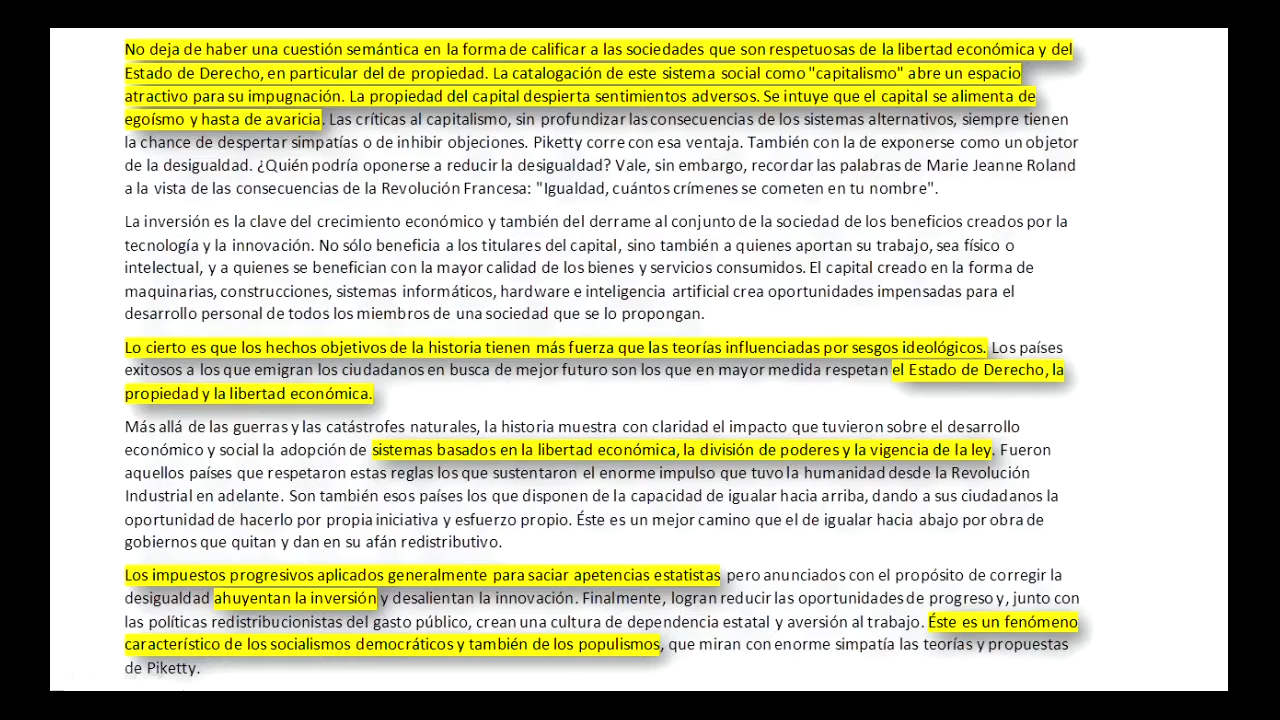 No deja de haber una cuestión semántica en la forma de calificar a las sociedades que son respetuosas de la libertad económica y del
Estado de Derecho, en particular del de propiedad. La catalogación de este sistema social como "capitalismo" abre un espacio
atractivo para su impugnación. La propiedad del capital despierta sentimientos adversos. Se intuye que el capital se alimenta de
egoísmo y hasta de avaricia. Las críticas al capitalismo, sin profundizar las consecuencias de los sistemas alternativos, siempre tienen
la chance de despertar simpatías o de inhibir objeciones. Piketty corre con esa ventaja. También con la de exponerse como un objetor
de la desigualdad. ¿Quién podría oponerse a reducir la desigualdad? Vale, sin embargo, recordar las palabras de Marie Jeanne Roland
a la vista de las consecuencias de la Revolución Francesa: "Igualdad, cuántos crímenes se cometen en tu nombre".
La inversión es la clave del crecimiento económico y también del derrame al conjunto de la sociedad de los beneficios creados por la
tecnología y la innovación. No sólo beneficia a los titulares del capital, sino también a quienes aportan su trabajo, sea físico o
intelectual, y a quienes se benefician con la mayor calidad de los bienes y servicios consumidos. El capital creado en la forma de
maquinarias, construcciones, sistemas informáticos, hardware e inteligencia artificial crea oportunidades impensadas para el
desarrollo personal de todos los miembros de una sociedad que se lo propongan.
Lo cierto es que los hechos objetivos de la historia tienen más fuerza que las teorías influenciadas por sesgos ideológicos. Los países
exitosos a los que emigran los ciudadanos en busca de mejor futuro son los que en mayor medida respetan el Estado de Derecho, la
propiedad y la libertad económica.
Más allá de las guerras y las catástrofes naturales, la historia muestra con claridad el impacto que tuvieron sobre el desarrollo
económico y social la adopción de sistemas basados en la libertad económica, la división de poderes y la vigencia de la ley. Fueron
aquellos países que respetaron estas reglas los que sustentaron el enorme impulso que tuvo la humanidad desde la Revolución
Industrial en adelante. Son también esos países los que disponen de la capacidad de igualar hacia arriba, dando a sus ciudadanos la
oportunidad de hacerlo por propia iniciativa y esfuerzo propio. Éste es un mejor camino que el de igualar hacia abajo por obra de
gobiernos que quitan y dan en su afán redistributivo.
Los impuestos progresivos aplicados generalmente para saciar apetencias estatistas pero anunciados con el propósito de corregir la
desigualdad ahuyentan la inversión y desalientan la innovación. Finalmente, logran reducir las oportunidades de progreso y, junto con
las políticas redistribucionistas del gasto público, crean una cultura de dependencia estatal y aversión al trabajo. Éste es un fenómeno
característico de los socialismos democráticos y también de los populismos, que miran con enorme simpatía las teorías y propuestas
de Piketty.